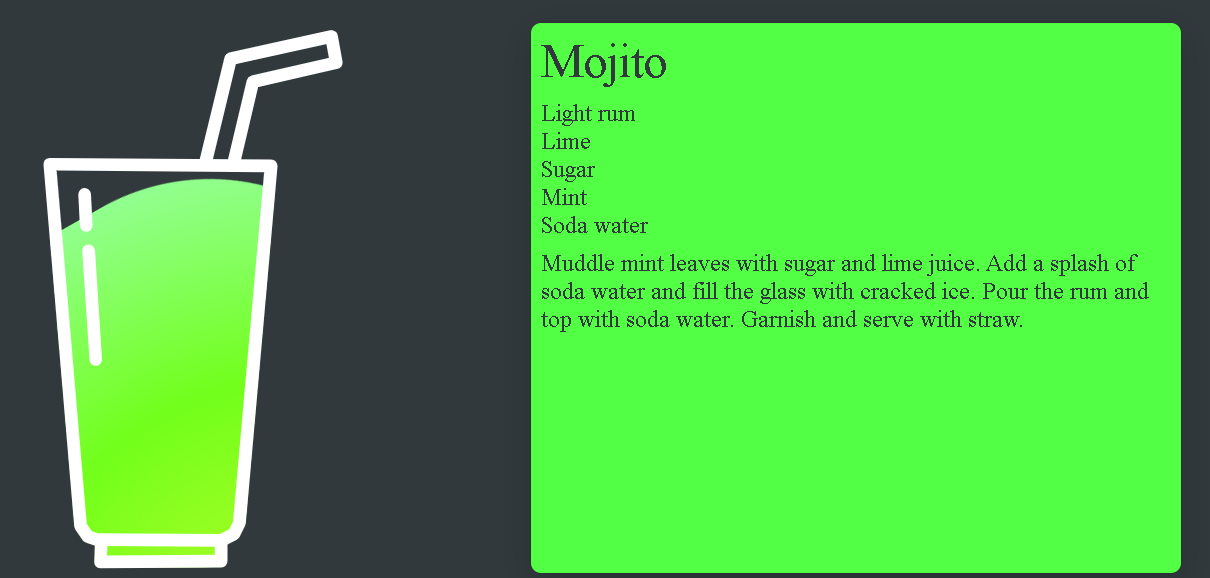 Mojito
Light rum
Lime
Sugar
Mint
Soda water
Muddle mint leaves with sugar and lime juice. Add a splash of
soda water and fill the glass with cracked ice. Pour the rum and
top with soda water. Garnish and serve with straw.